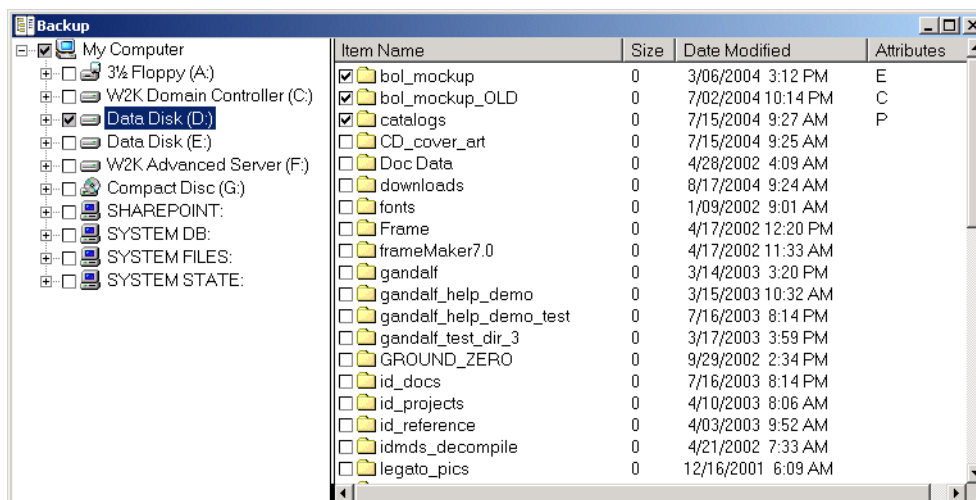 Backup
My Computer
3½ Floppy (A:)
W2K Domain Controller (C:)
Data Disk (D:)
Data Disk (E:)
W2K Advanced Server (F:)
Compact Disc (G:)
SHAREPOINT:
SYSTEM DB:
SYSTEM FILES:
SYSTEM STATE:
Item Name Size Date Modified Attributes
bol_mockup 0 3/06/2004 3:12 PM E
bol_mockup_OLD 0 7/02/2004 10:14 PM C
catalogs 0 7/15/2004 9:27 AM P
CD_cover_art 0 7/15/2004 9:25 AM
Doc Data 0 4/28/2002 4:09 AM
downloads 0 8/17/2004 9:24 AM
fonts 0 1/09/2002 9:01 AM
Frame 0 4/17/2002 12:20 PM
frameMaker7.0 0 4/17/2002 11:33 AM
gandalf 0 3/14/2003 3:20 PM
gandalf_help_demo 0 3/15/2003 10:32 AM
gandalf_help_demo_test 0 7/16/2003 8:14 PM
gandalf_test_dir_3 0 3/17/2003 3:59 PM
GROUND_ZERO 0 9/29/2002 2:34 PM
id_docs 0 7/16/2003 8:14 PM
id_projects 0 4/10/2003 8:06 AM
id_reference 0 4/03/2003 9:52 AM
idmds_decompile 0 4/21/2002 7:33 AM
legato_pics 0 12/16/2001 6:09 AM